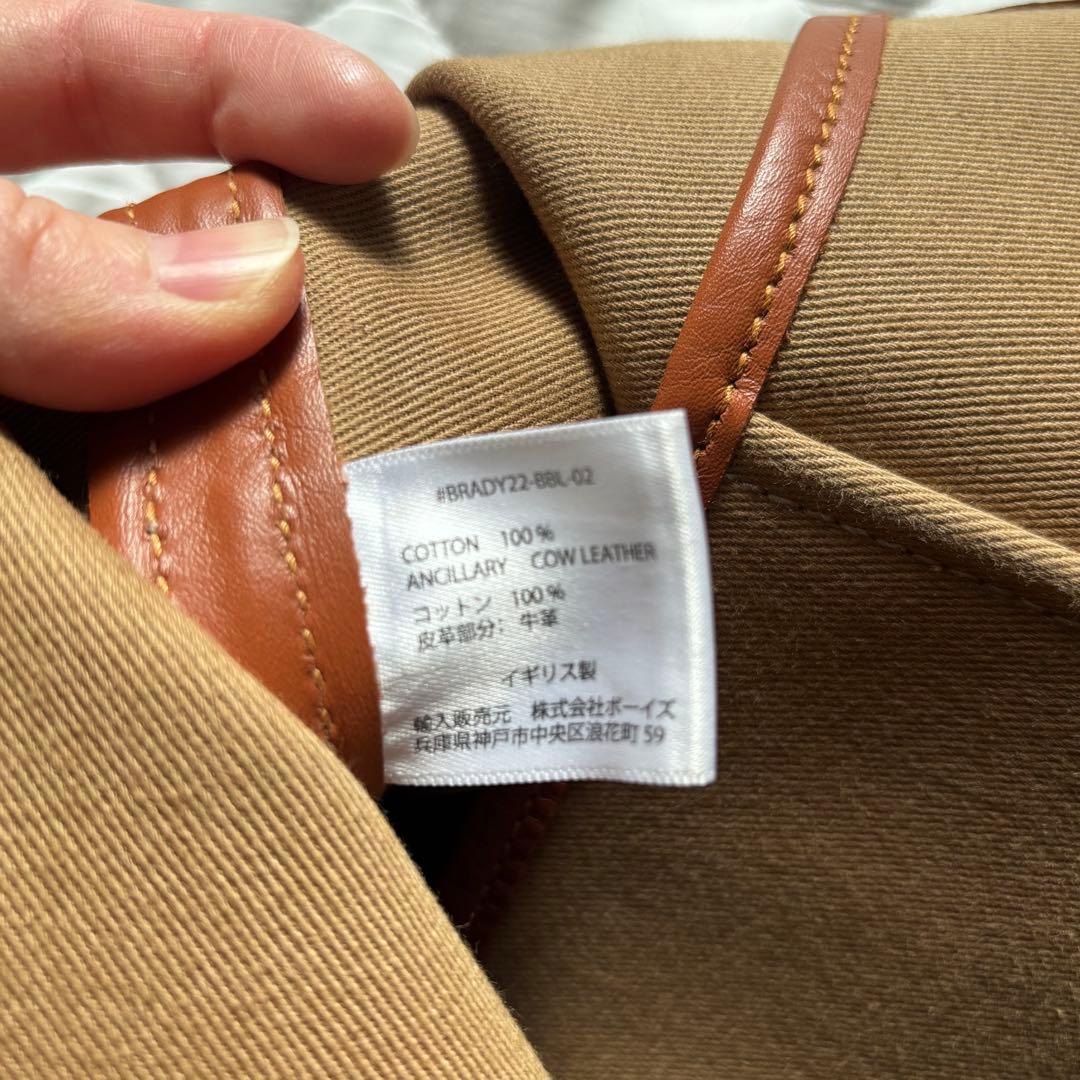 #BRADY22-BBL-02
COTTON 100%
ANCILLARY COW LEATHER
コットン 100%
皮革部分: 牛革
イギリス製
輸入販売元 株式会社ボーイズ
兵庫県神戸市中央区浪花町 59